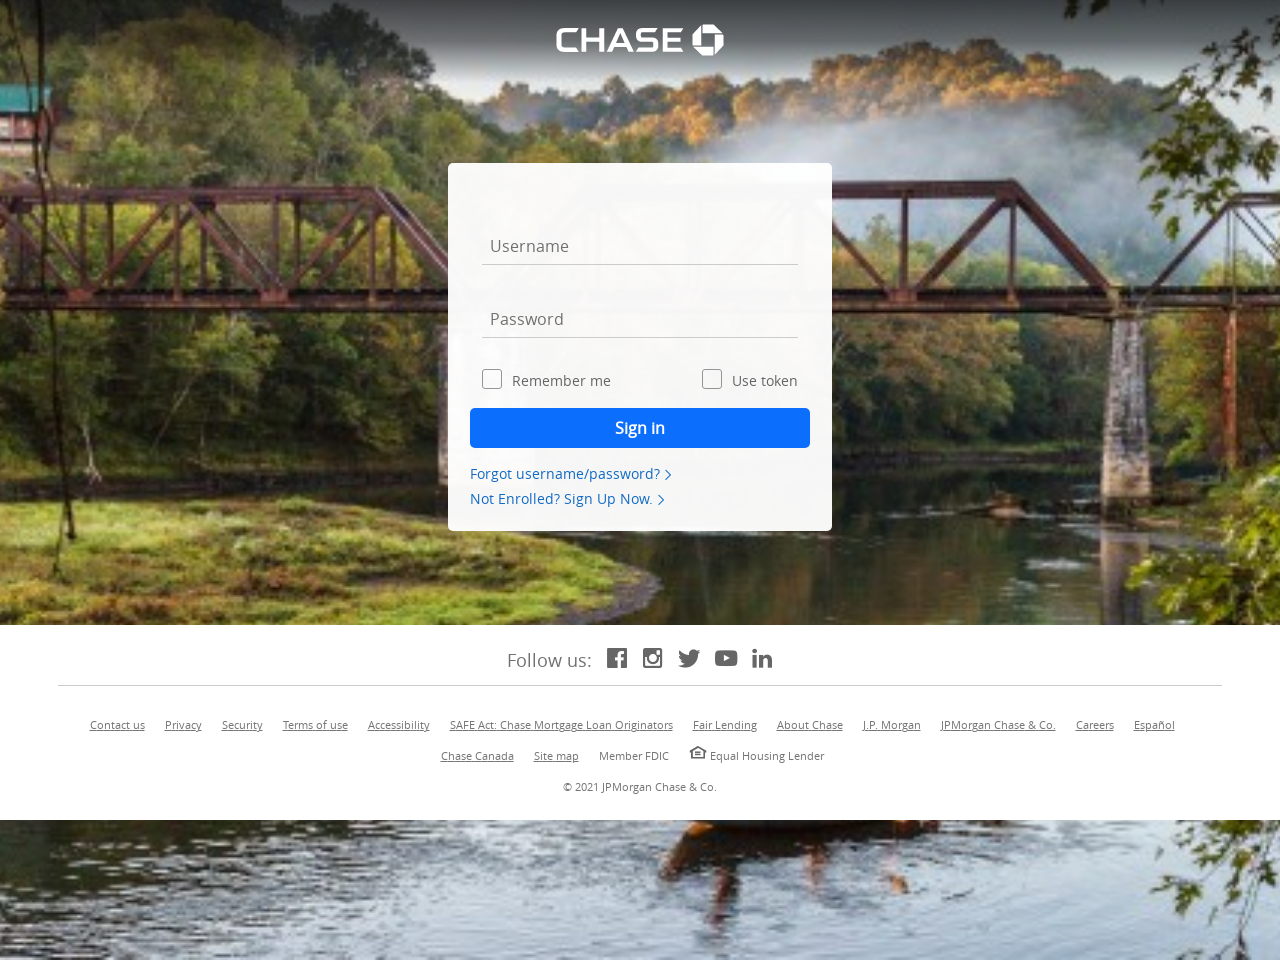 CHASE
Username
Password
Remember me Use token
Sign in
Forgot username/password?
Not Enrolled? Sign Up Now.
Follow us:
Contact us Privacy Security Terms of use Accessibility SAFE Act: Chase Mortgage Loan Originators Fair Lending About Chase J.P. Morgan JPMorgan Chase & Co. Careers Español
Chase Canada Site map Member FDIC Equal Housing Lender
© 2021 JPMorgan Chase & Co.